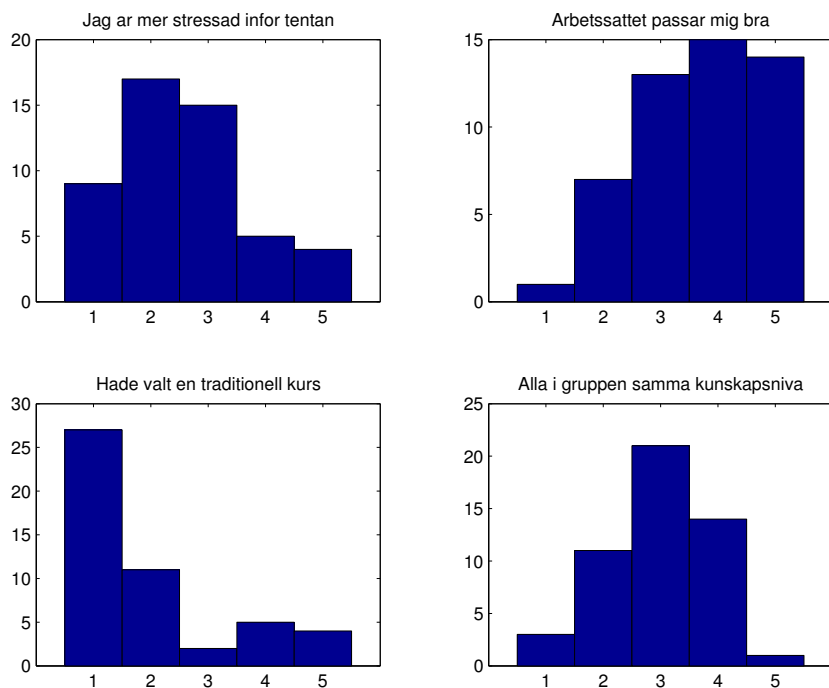 Jag ar mer stressad infor tentan
20
15
10
5
0
1 2 3 4 5
Arbetssattet passar mig bra
15
10
5
0
1 2 3 4 5
Hade valt en traditionell kurs
30
25
20
15
10
5
0
1 2 3 4 5
Alla i gruppen samma kunskapsniva
25
20
15
10
5
0
1 2 3 4 5